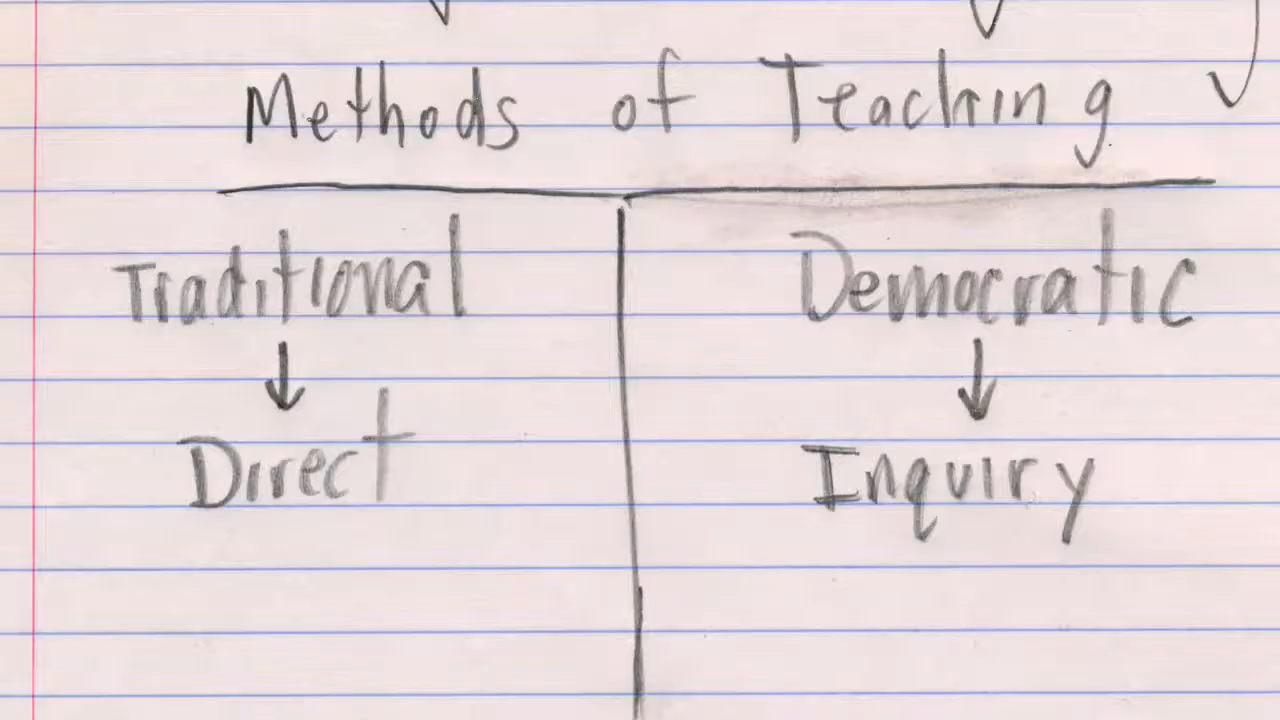 Methods of Teaching
Traditional
Democratic
↓
↓
Direct
Inquiry